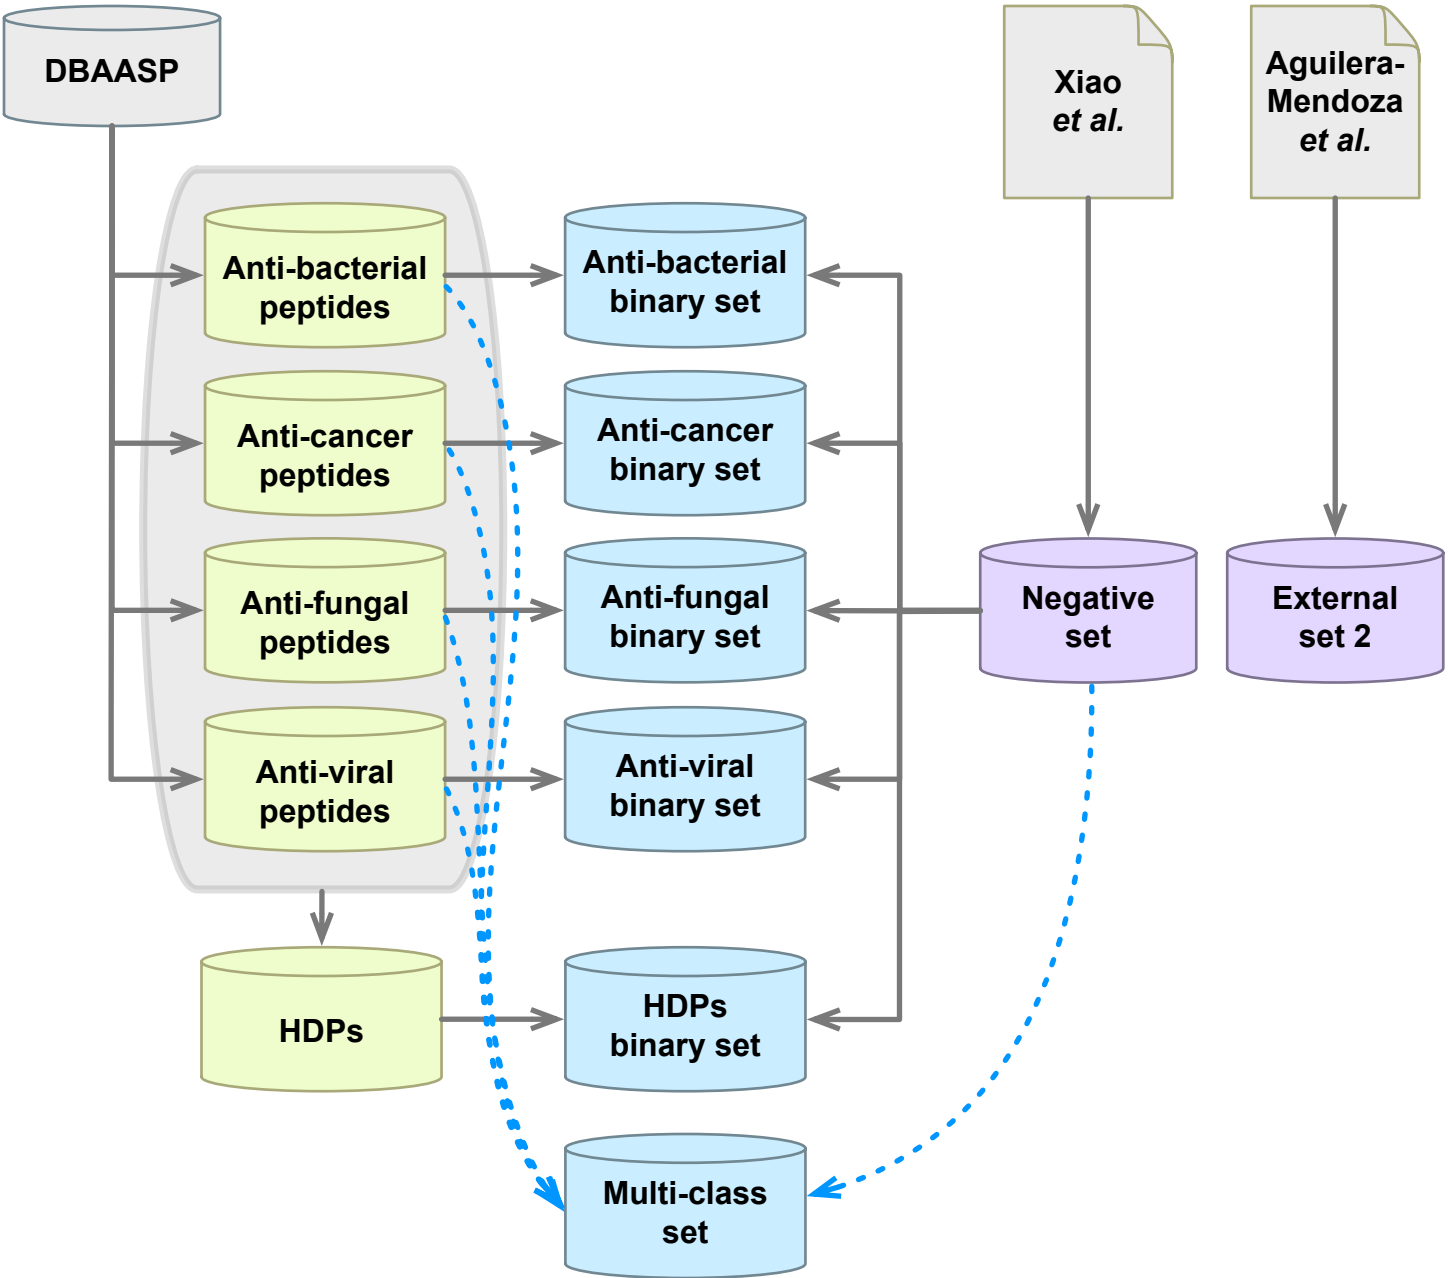 DBAASP
Xiao
et al.
Aguilera-
Mendoza
et al.
Anti-bacterial
peptides
Anti-bacterial
binary set
Anti-cancer
peptides
Anti-cancer
binary set
Anti-fungal
peptides
Anti-fungal
binary set
Negative
set
External
set 2
Anti-viral
peptides
Anti-viral
binary set
HDPs
HDPs
binary set
Multi-class
set